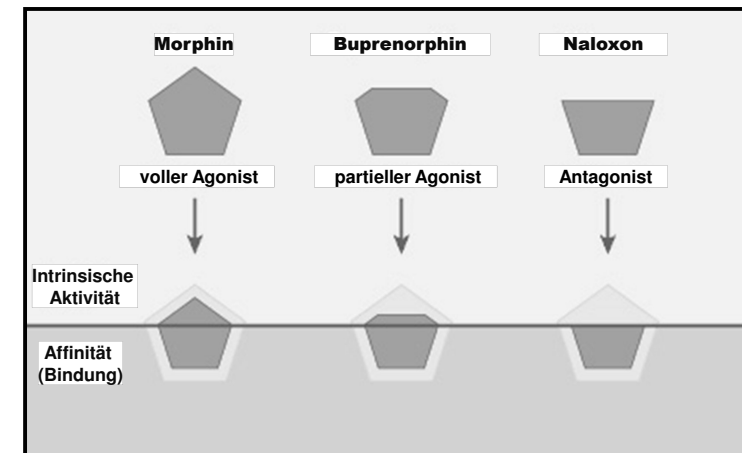 Morphin
Buprenorphin
Naloxon
voller Agonist
partieller Agonist
Antagonist
Intrinsische
Aktivität
Affinität
(Bindung)